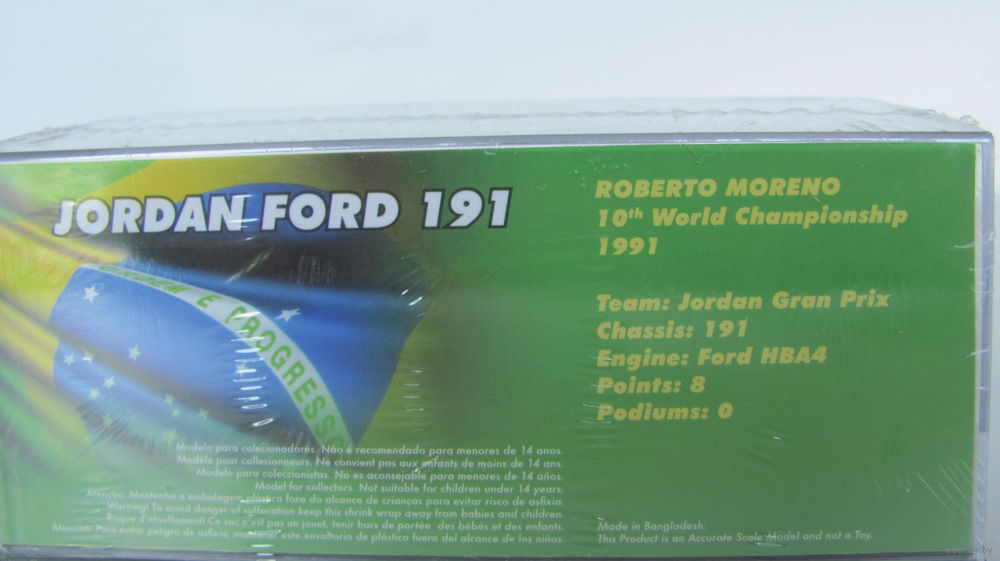 JORDAN FORD 191
ROBERTO MORENO
10th World Championship
1991
Team: Jordan Gran Prix
Chassis: 191
Engine: Ford HBA4
Points: 8
Podiums: 0
E PROGRESSO
Modelo para colecionadores. Não é recomendado para menores de 14 anos.
Modèle pour collectionneurs. Ne convient pas aux enfants de moins de 14 ans.
Modelo para coleccionistas. No es aconsejable para menores de 14 años.
Model for collectors. Not suitable for children under 14 years.
Atenção: Mantenha a embalagem plástica fora do alcance de crianças para evitar risco de asfixia.
Warning! To avoid danger of suffocation keep this shrink wrap away from babies and children.
Risque d'étouffement! Ce sac n'est pas un jouet, tenir hors de partée des bébés et des enfants.
Atención: Para evitar peligro de asfixia, mantener este envoltorio de plástico fuera del alcance de los niños.
Made in Bangladesh.
This Product is an Accurate Scale Model and not a Toy.